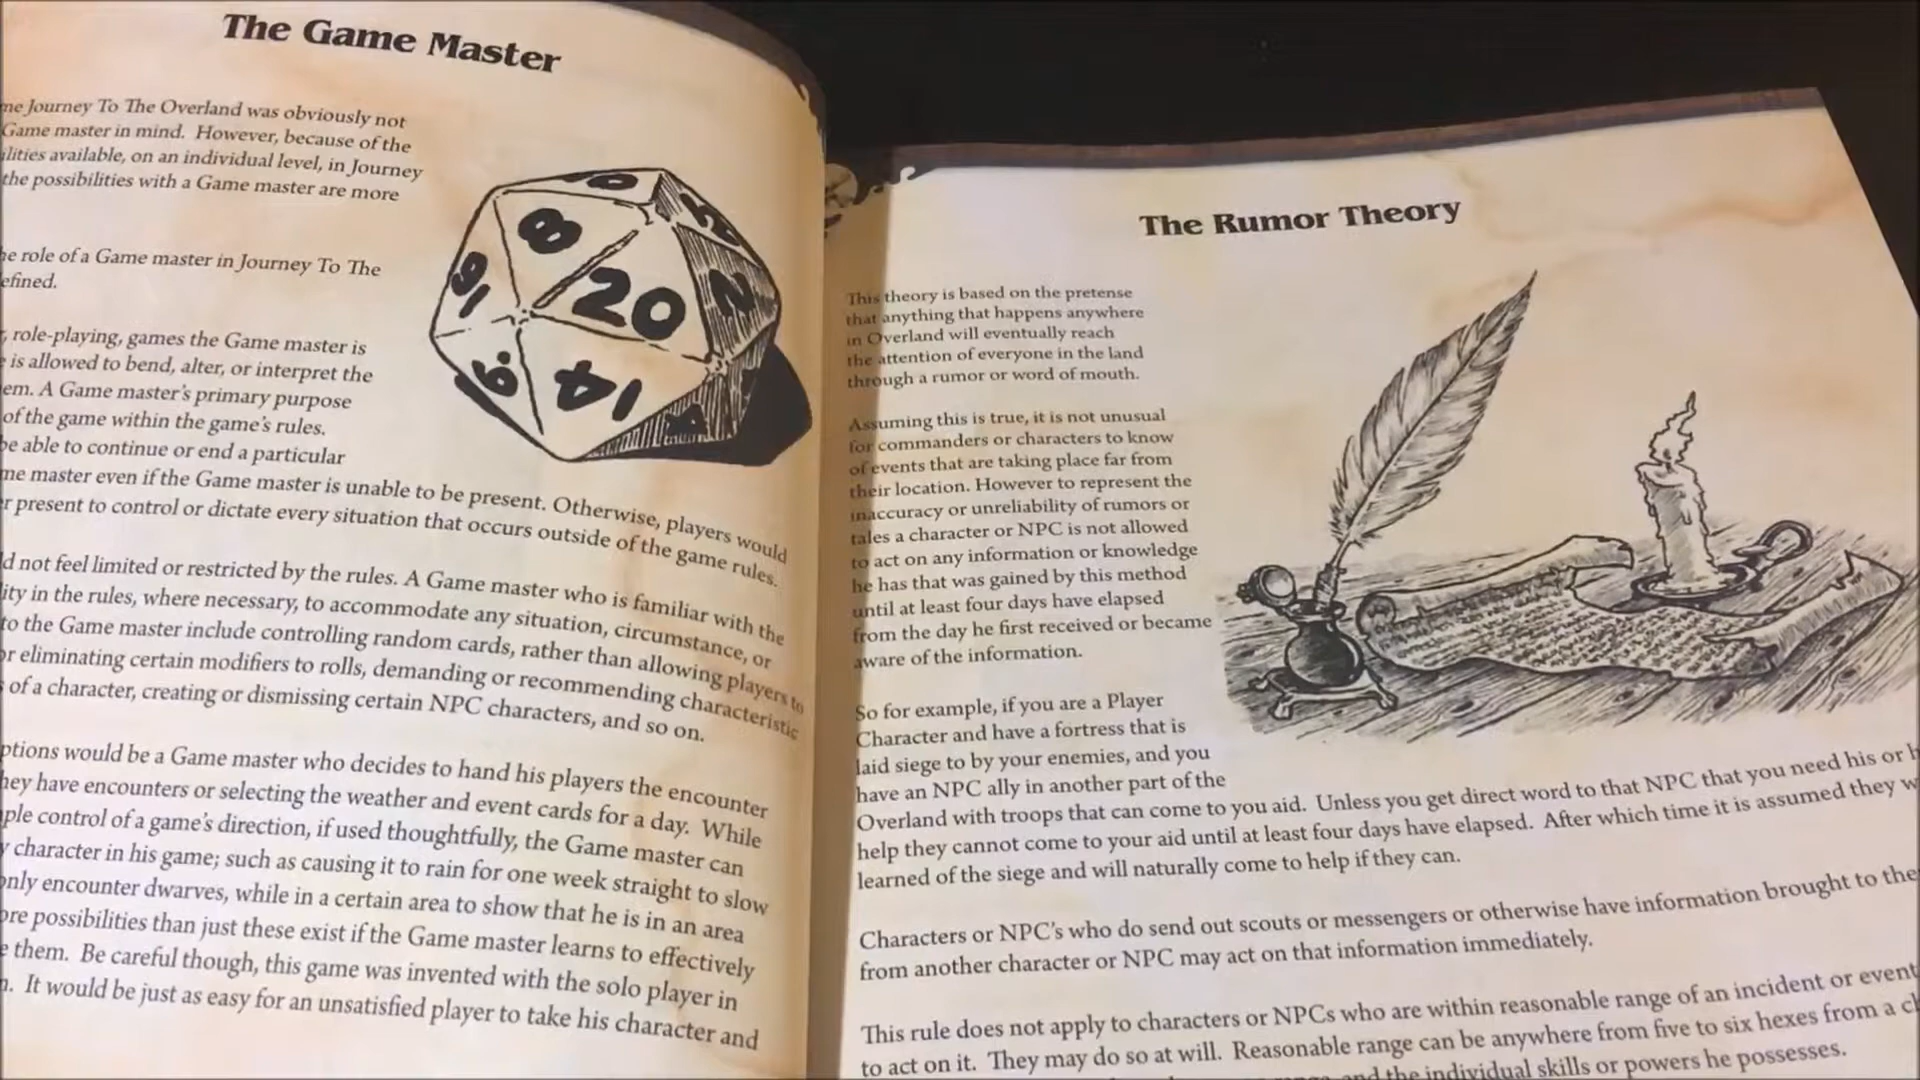 The Game Master
Journey To The Overland was obviously not
Game master in mind. However, because of the
available, on an individual level, in Journey
the possibilities with a Game master are more
role of a Game master in Journey To The
role-playing, games the Game master is
is allowed to bend, alter, or interpret the
A Game master's primary purpose
of the game within the game's rules.
be able to continue or end a particular
master even if the Game master is unable to be present. Otherwise, players would
present to control or dictate every situation that occurs outside of the game rules.
not feel limited or restricted by the rules. A Game master who is familiar with the
in the rules, where necessary, to accommodate any situation, circumstance, or
to the Game master include controlling random cards, rather than allowing players to
or eliminating certain modifiers to rolls, demanding or recommending characteristic
of a character, creating or dismissing certain NPC characters, and so on.
would be a Game master who decides to hand his players the encounter
they have encounters or selecting the weather and event cards for a day. While
control of a game's direction, if used thoughtfully, the Game master can
character in his game; such as causing it to rain for one week straight to slow
only encounter dwarves, while in a certain area to show that he is in an area
possibilities than just these exist if the Game master learns to effectively
them. Be careful though, this game was invented with the solo player in
It would be just as easy for an unsatisfied player to take his character and
8
20
14
The Rumor Theory
This theory is based on the pretense
that anything that happens anywhere
in Overland will eventually reach
the attention of everyone in the land
through a rumor or word of mouth.
Assuming this is true, it is not unusual
for commanders or characters to know
of events that are taking place far from
their location. However to represent the
inaccuracy or unreliability of rumors or
tales a character or NPC is not allowed
to act on any information or knowledge
he has that was gained by this method
until at least four days have elapsed
from the day he first received or became
aware of the information.
So for example, if you are a Player
Character and have a fortress that is
laid siege to by your enemies, and you
have an NPC ally in another part of the
Overland with troops that can come to you aid. Unless you get direct word to that NPC that you need his or
help they cannot come to your aid until at least four days have elapsed. After which time it is assumed they
learned of the siege and will naturally come to help if they can.
Characters or NPC's who do send out scouts or messengers or otherwise have information brought to
from another character or NPC may act on that information immediately.
This rule does not apply to characters or NPCs who are within reasonable range of an incident or event
to act on it. They may do so at will. Reasonable range can be anywhere from five to six hexes from a
and the individual skills or powers he possesses.